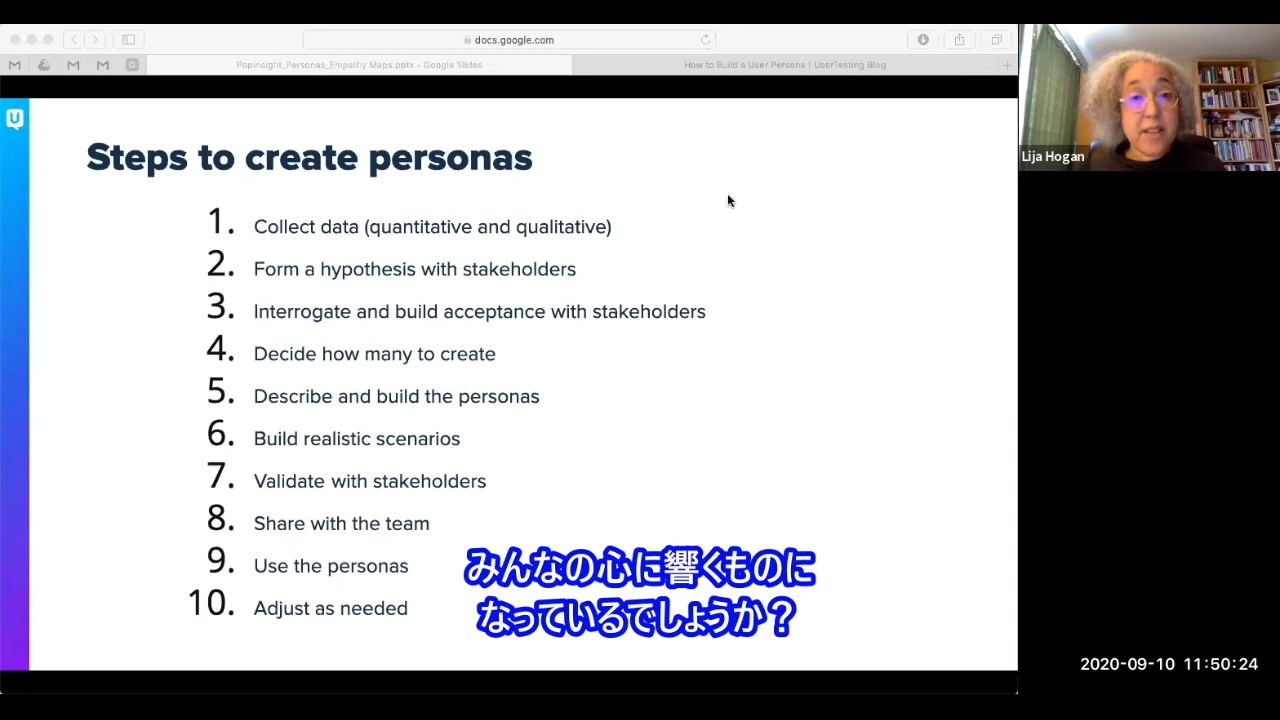 docs.google.com
PopInsight_Personas_Empathy Maps.pptx - Google Slides
How to Build a User Persona | UserTesting Blog
Lija Hogan
Steps to create personas
1. Collect data (quantitative and qualitative)
2. Form a hypothesis with stakeholders
3. Interrogate and build acceptance with stakeholders
4. Decide how many to create
5. Describe and build the personas
6. Build realistic scenarios
7. Validate with stakeholders
8. Share with the team
9. Use the personas
10. Adjust as needed
みんなの心に響くものに
なっているでしょうか？
2020-09-10 11:50:24